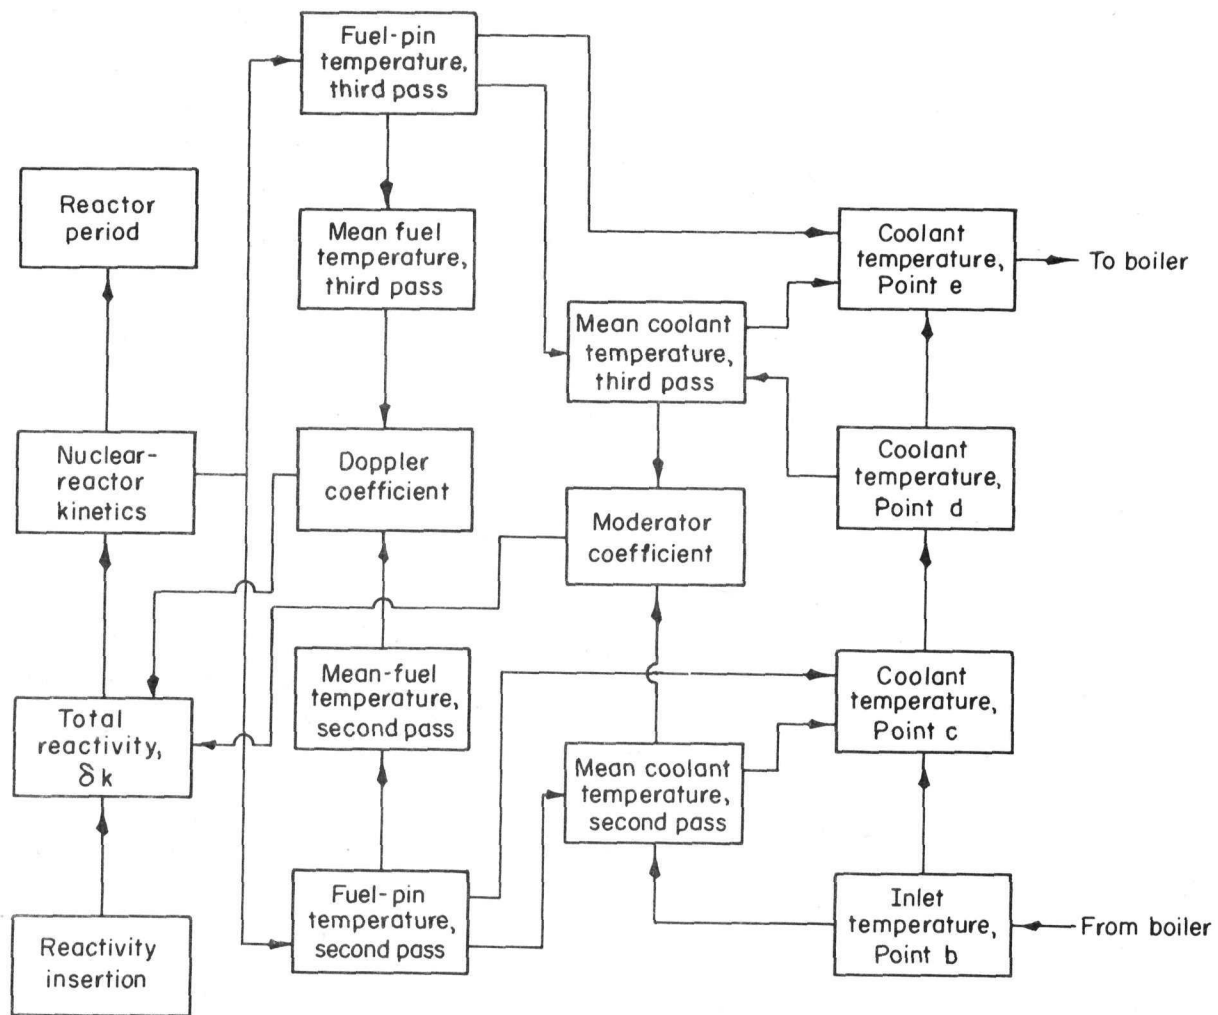 Fuel-pin
temperature,
third pass
Reactor
period
Mean fuel
temperature,
third pass
Coolant
temperature,
Point e
To boiler
Mean coolant
temperature,
third pass
Nuclear-
reactor
kinetics
Doppler
coefficient
Coolant
temperature,
Point d
Moderator
coefficient
Mean-fuel
temperature,
second pass
Coolant
temperature,
Point c
Total
reactivity,
δk
Mean coolant
temperature,
second pass
Fuel-pin
temperature,
second pass
Inlet
temperature,
Point b
From boiler
Reactivity
insertion